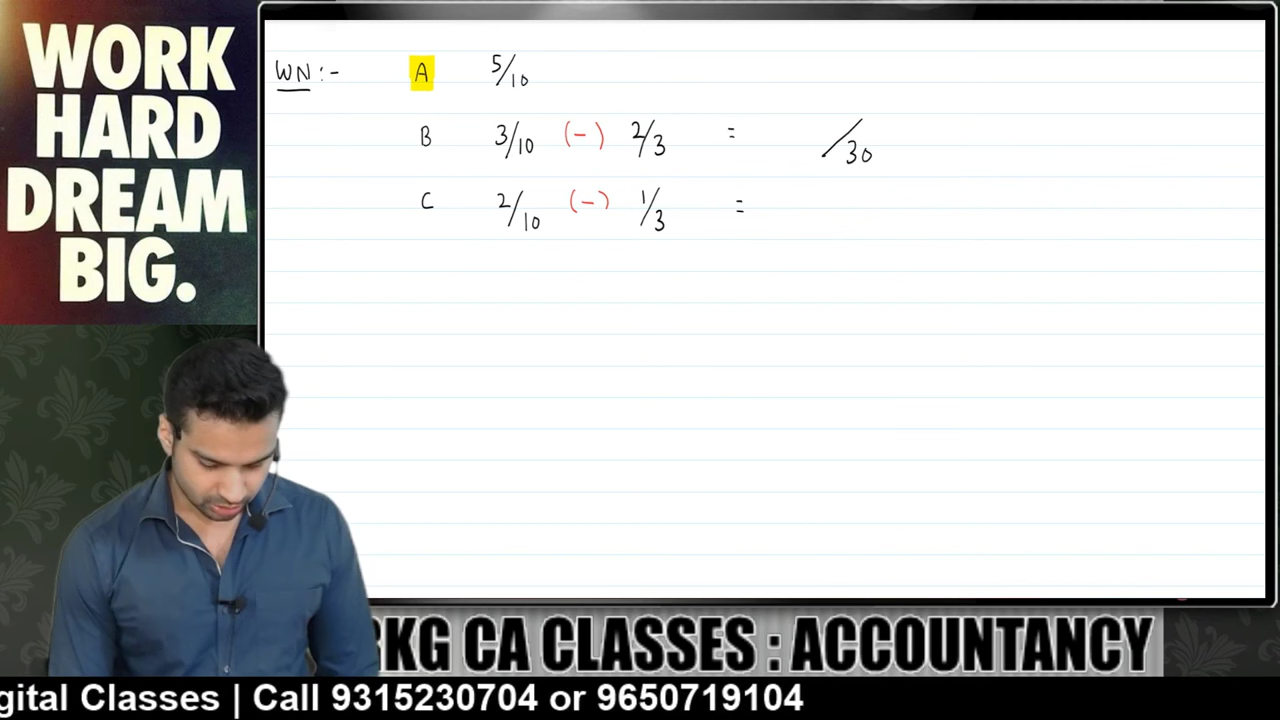 WORK
HARD
DREAM
BIG.
WN :- A 5/10
B 3/10 (-) 2/3 = /30
C 2/10 (-) 1/3 =
RKG CA CLASSES : ACCOUNTANCY
gital Classes | Call 9315230704 or 9650719104